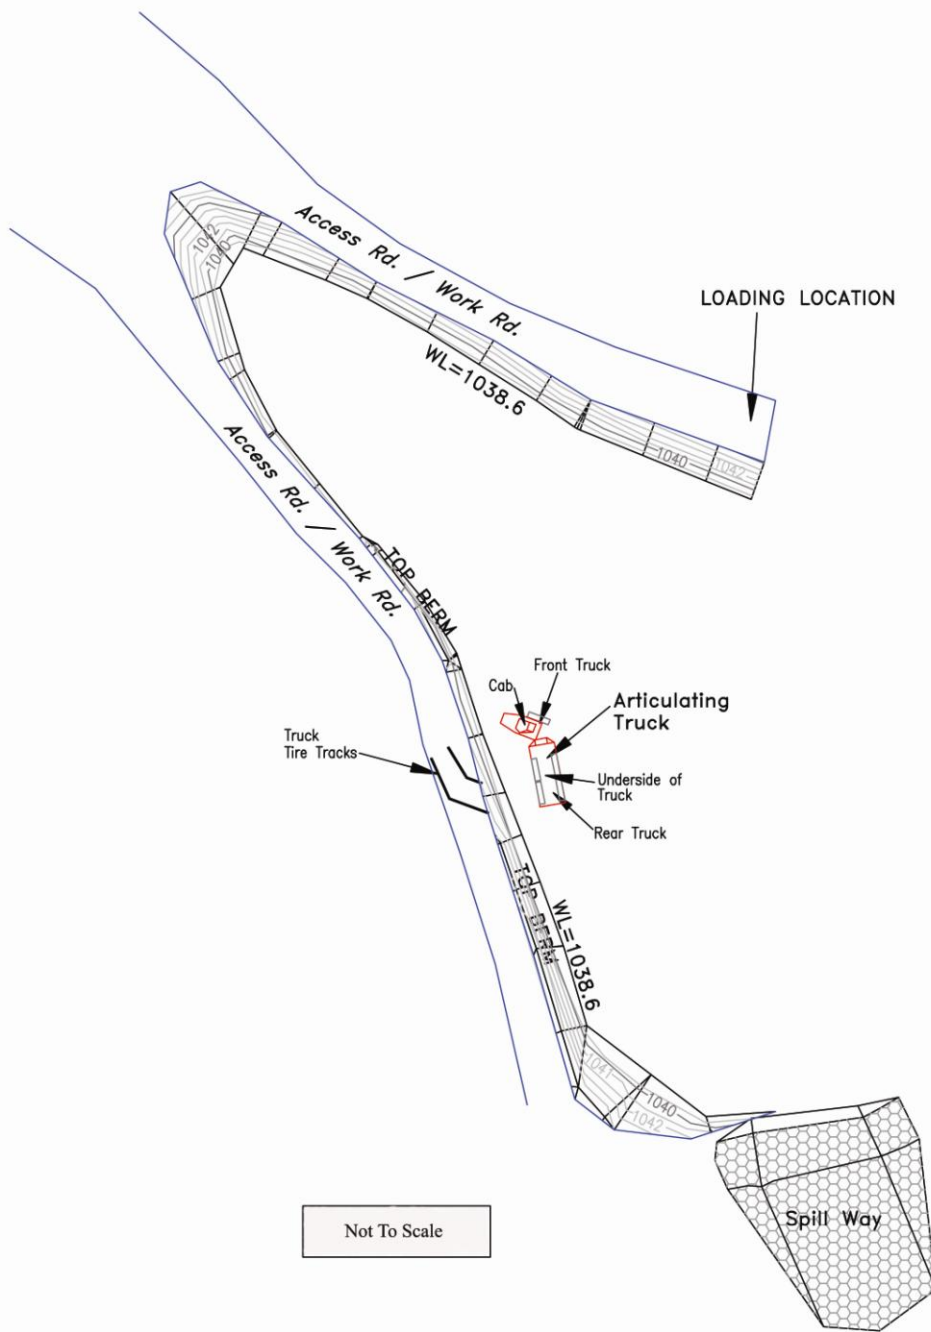 Access Rd. / Work Rd.
1042
1040
LOADING LOCATION
WL=1038.6
1040
1042
Access Rd. / Work Rd.
TOP BERM
Front Truck
Cab
Articulating
Truck
Truck
Tire Tracks
Underside of
Truck
Rear Truck
TOP BERM
WL=1038.6
1041
1040
1042
Spill Way
Not To Scale